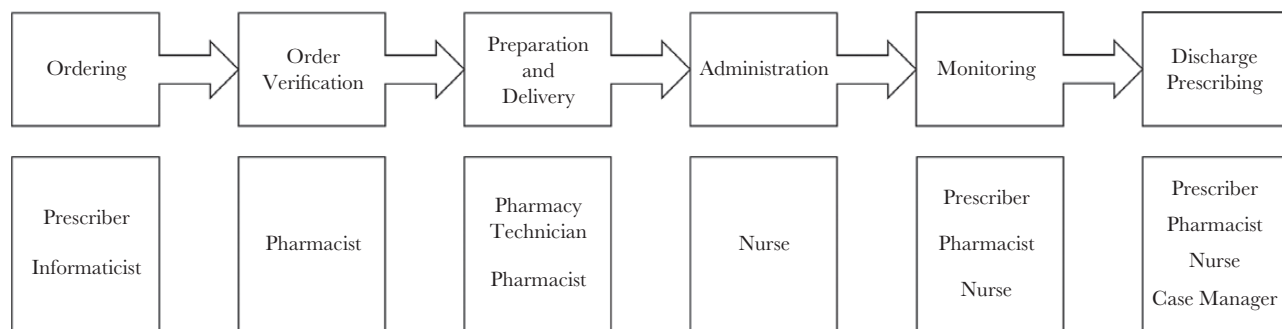 Ordering
Order
Verification
Preparation
and
Delivery
Administration
Monitoring
Discharge
Prescribing
Prescriber
Informaticist
Pharmacist
Pharmacy
Technician
Pharmacist
Nurse
Prescriber
Pharmacist
Nurse
Prescriber
Pharmacist
Nurse
Case Manager